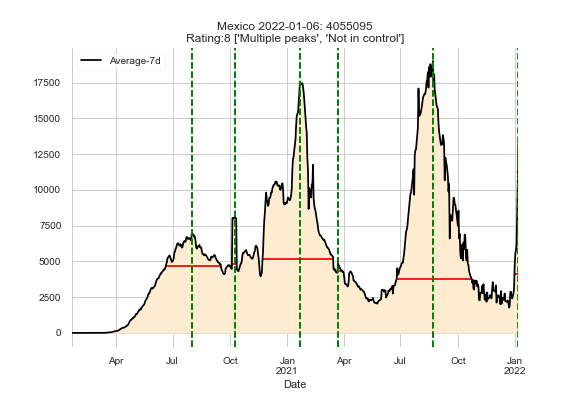 Mexico 2022-01-06: 4055095
Rating:8 ['Multiple peaks', 'Not in control']
Average-7d
17500
15000
12500
10000
7500
5000
2500
0
Apr Jul Oct Jan Apr Jul Oct Jan
2021 2022
Date